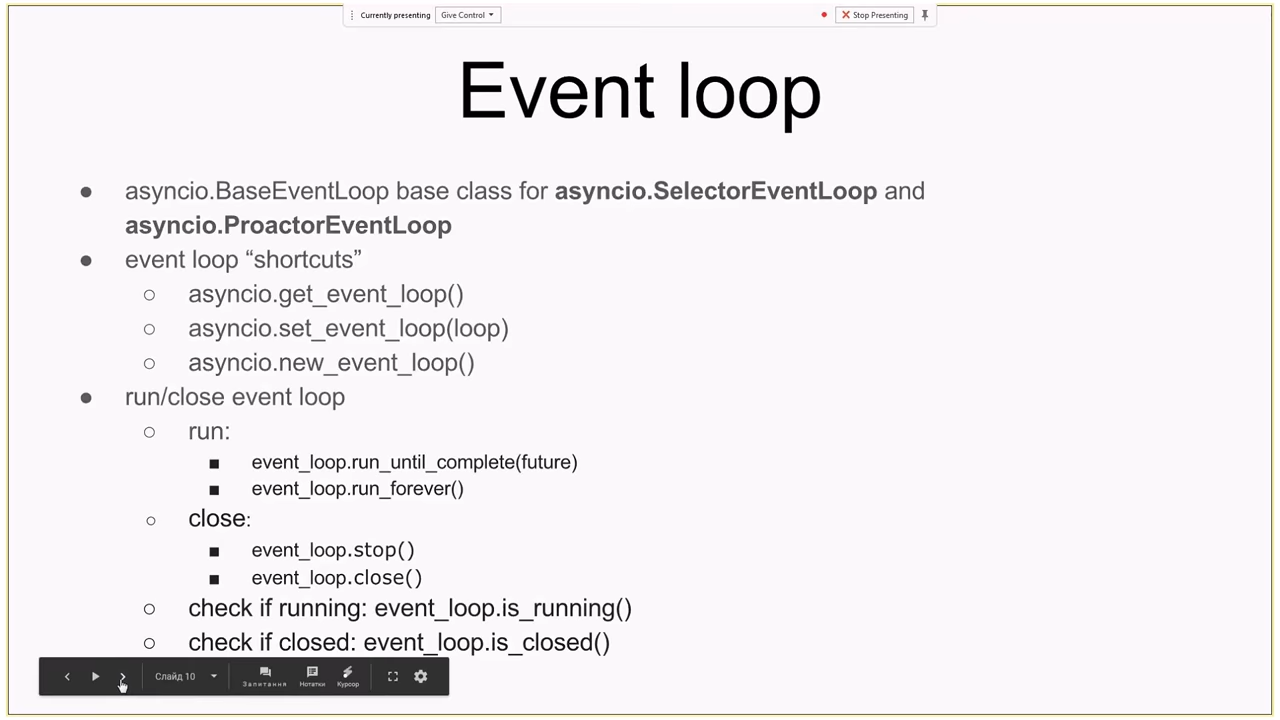 Currently presenting
Give Control
Stop Presenting
Event loop
● asyncio.BaseEventLoop base class for asyncio.SelectorEventLoop and
asyncio.ProactorEventLoop
● event loop “shortcuts”
○ asyncio.get_event_loop()
○ asyncio.set_event_loop(loop)
○ asyncio.new_event_loop()
● run/close event loop
○ run:
■ event_loop.run_until_complete(future)
■ event_loop.run_forever()
○ close:
■ event_loop.stop()
■ event_loop.close()
○ check if running: event_loop.is_running()
○ check if closed: event_loop.is_closed()
Слайд 10
Запитання
Нотатки
Курсор